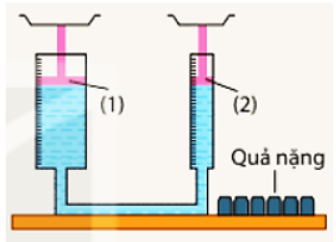 (1)
(2)
Quả nặng